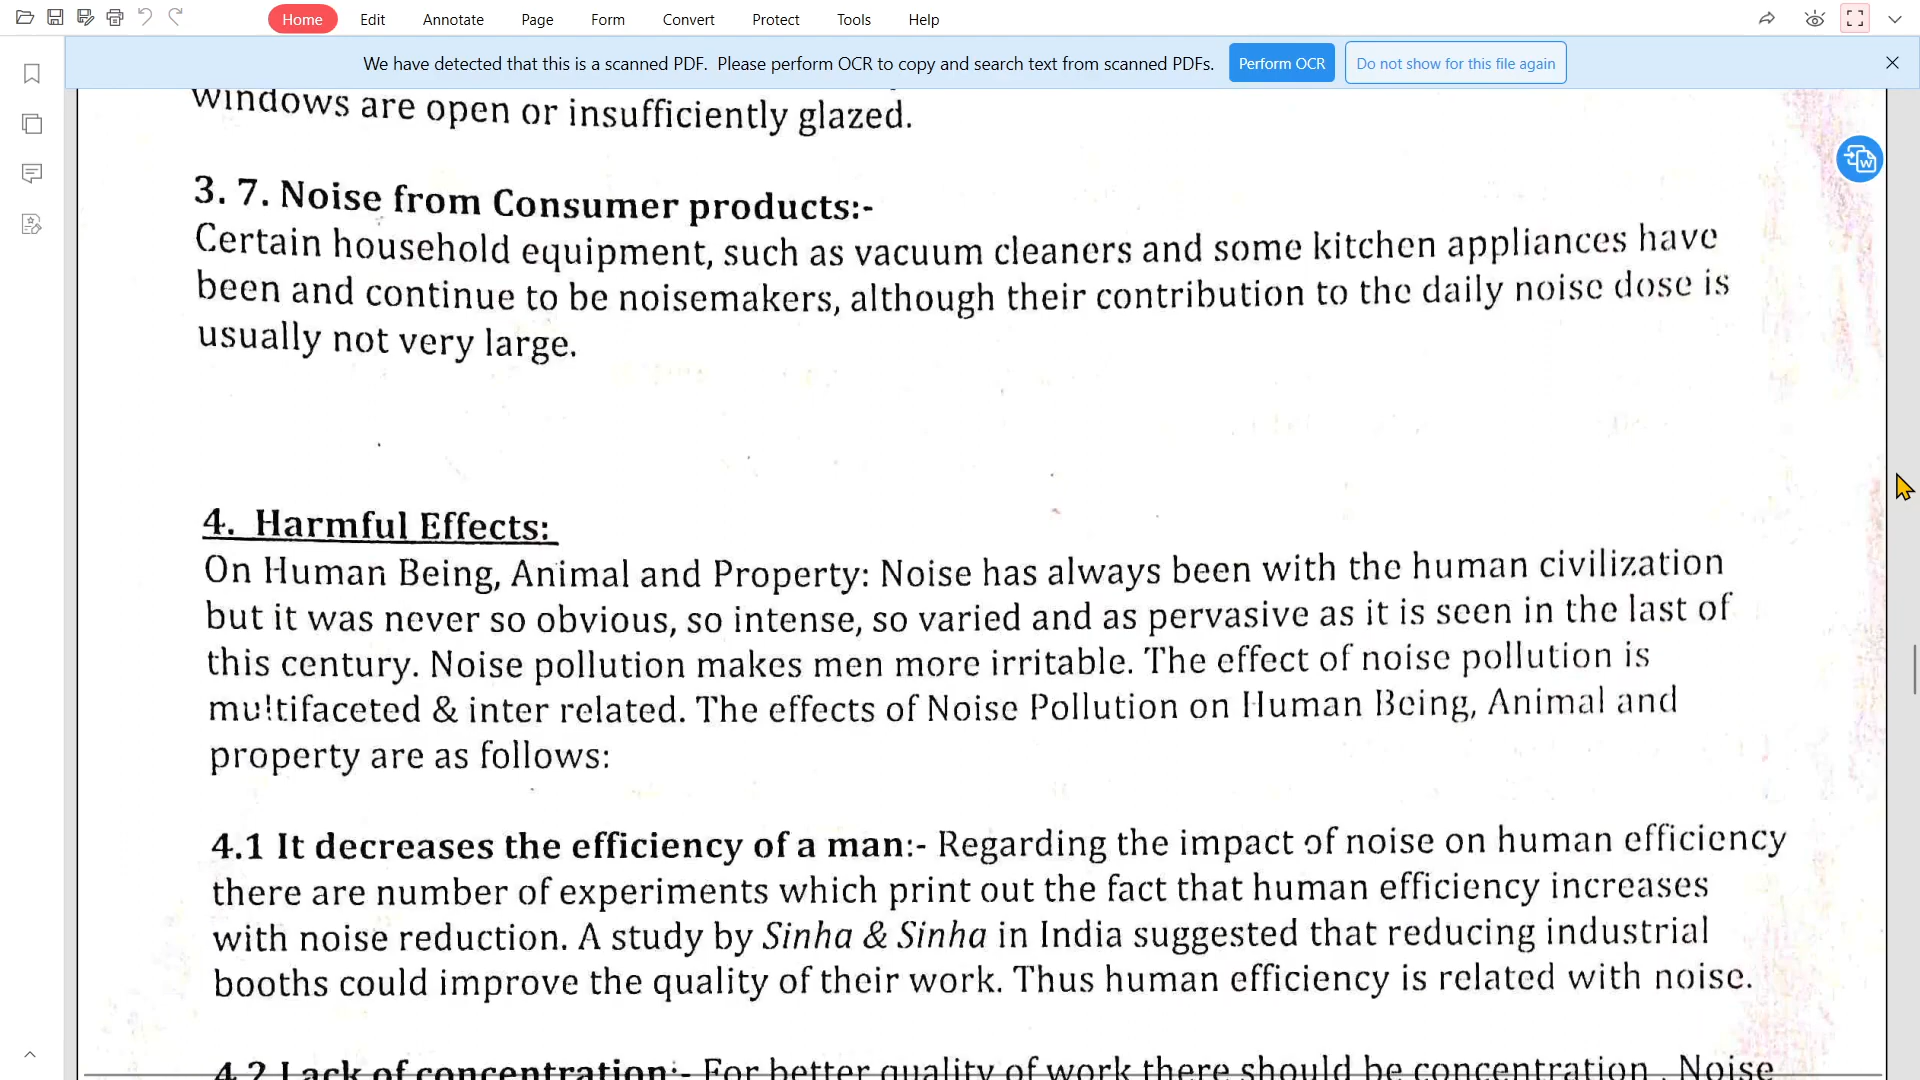 Home Edit Annotate Page Form Convert Protect Tools Help
We have detected that this is a scanned PDF. Please perform OCR to copy and search text from scanned PDFs. Perform OCR Do not show for this file again
windows are open or insufficiently glazed.
3. 7. Noise from Consumer products:-
Certain household equipment, such as vacuum cleaners and some kitchen appliances have
been and continue to be noisemakers, although their contribution to the daily noise dose is
usually not very large.
4. Harmful Effects:
On Human Being, Animal and Property: Noise has always been with the human civilization
but it was never so obvious, so intense, so varied and as pervasive as it is seen in the last of
this century. Noise pollution makes men more irritable. The effect of noise pollution is
multifaceted & inter related. The effects of Noise Pollution on Human Being, Animal and
property are as follows:
4.1 It decreases the efficiency of a man:- Regarding the impact of noise on human efficiency
there are number of experiments which print out the fact that human efficiency increases
with noise reduction. A study by Sinha & Sinha in India suggested that reducing industrial
booths could improve the quality of their work. Thus human efficiency is related with noise.
4.2 Lack of concentration:- For better quality of work there should be concentration , Noise